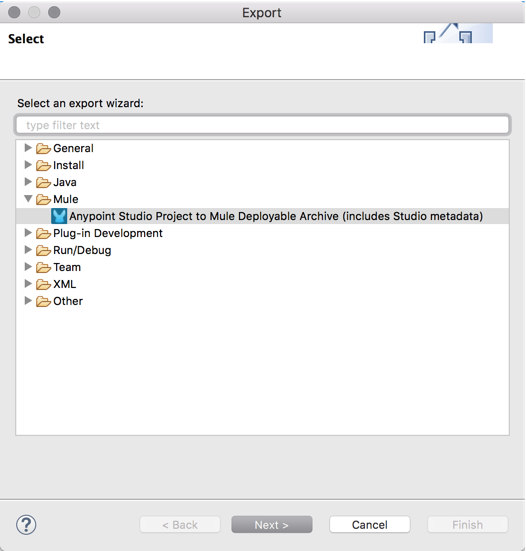 Export
Select
Select an export wizard:
type filter text
General
Install
Java
Mule
Anypoint Studio Project to Mule Deployable Archive (includes Studio metadata)
Plug-in Development
Run/Debug
Team
XML
Other
?
< Back
Next >
Cancel
Finish